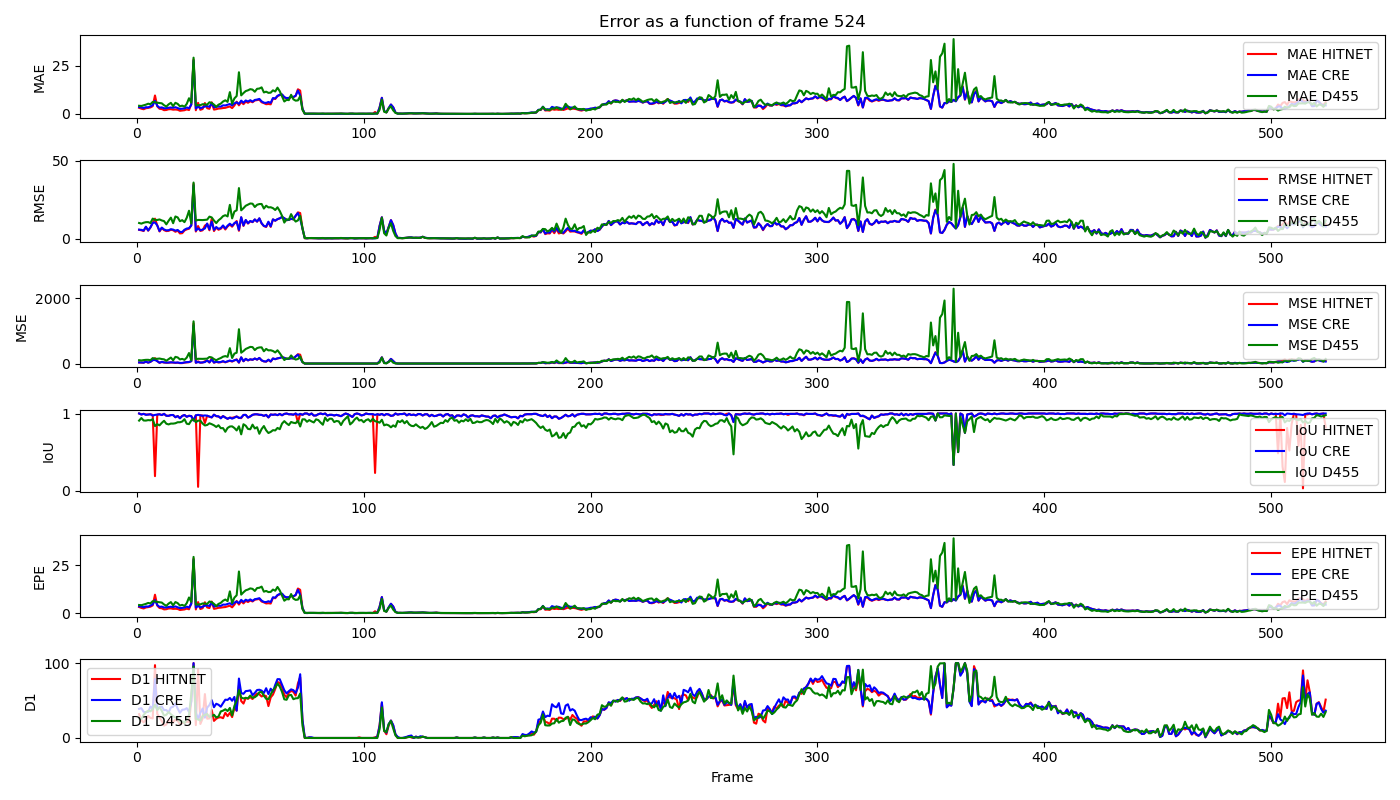 Error as a function of frame 524
MAE
25
0
MAE HITNET
MAE CRE
MAE D455
0 100 200 300 400 500
RMSE
50
0
RMSE HITNET
RMSE CRE
RMSE D455
0 100 200 300 400 500
MSE
2000
0
MSE HITNET
MSE CRE
MSE D455
0 100 200 300 400 500
IoU
1
0
IoU HITNET
IoU CRE
IoU D455
0 100 200 300 400 500
EPE
25
0
EPE HITNET
EPE CRE
EPE D455
0 100 200 300 400 500
D1
100
0
D1 HITNET
D1 CRE
D1 D455
0 100 200 300 400 500
Frame